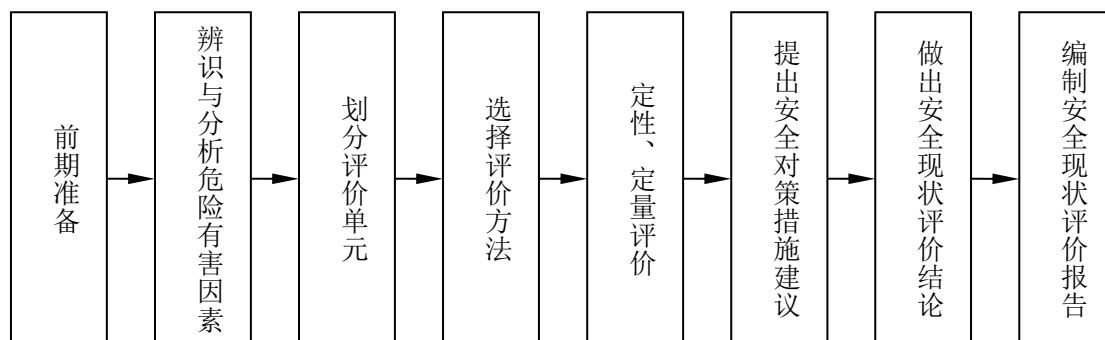 前期准备
辨识与分析危险有害因素
划分评价单元
选择评价方法
定性、定量评价
提出安全对策措施建议
做出安全现状评价结论
编制安全现状评价报告